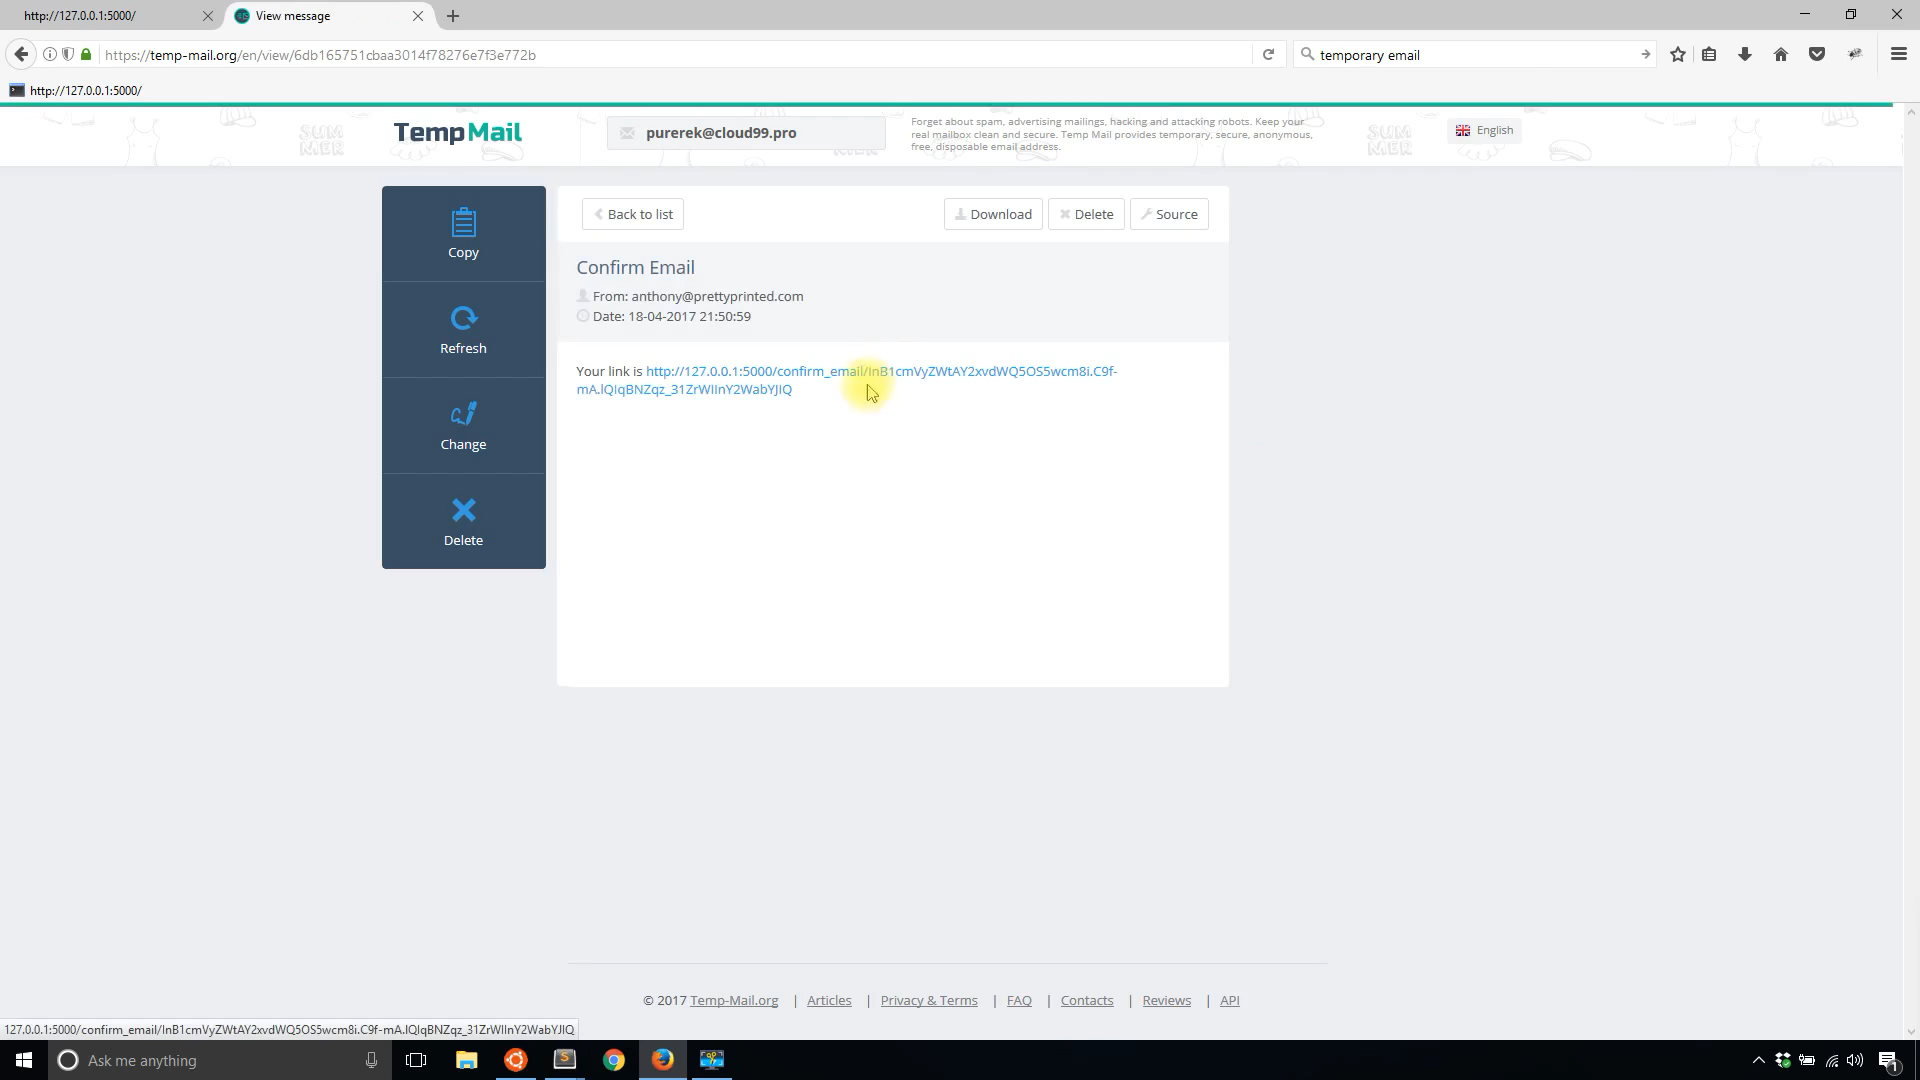 http://127.0.0.1:5000/
View message
https://temp-mail.org/en/view/6db165751cbaa3014f78276e7f3e772b
temporary email
http://127.0.0.1:5000/
TempMail
purerek@cloud99.pro
Forget about spam, advertising mailings, hacking and attacking robots. Keep your
real mailbox clean and secure. Temp Mail provides temporary, secure, anonymous,
free, disposable email address.
English
SUM
MER
SUM
MER
Copy
Refresh
Change
Delete
Back to list
Download
Delete
Source
Confirm Email
From: anthony@prettyprinted.com
Date: 18-04-2017 21:50:59
Your link is http://127.0.0.1:5000/confirm_email/InB1cmVyZWtAY2xvdWQ5OS5wcm8i.C9f-
mA.lQIqBNZqz_31ZrWIInY2WabYJIQ
© 2017 Temp-Mail.org | Articles | Privacy & Terms | FAQ | Contacts | Reviews | API
127.0.0.1:5000/confirm_email/InB1cmVyZWtAY2xvdWQ5OS5wcm8i.C9f-mA.lQIqBNZqz_31ZrWIInY2WabYJIQ
Ask me anything
1